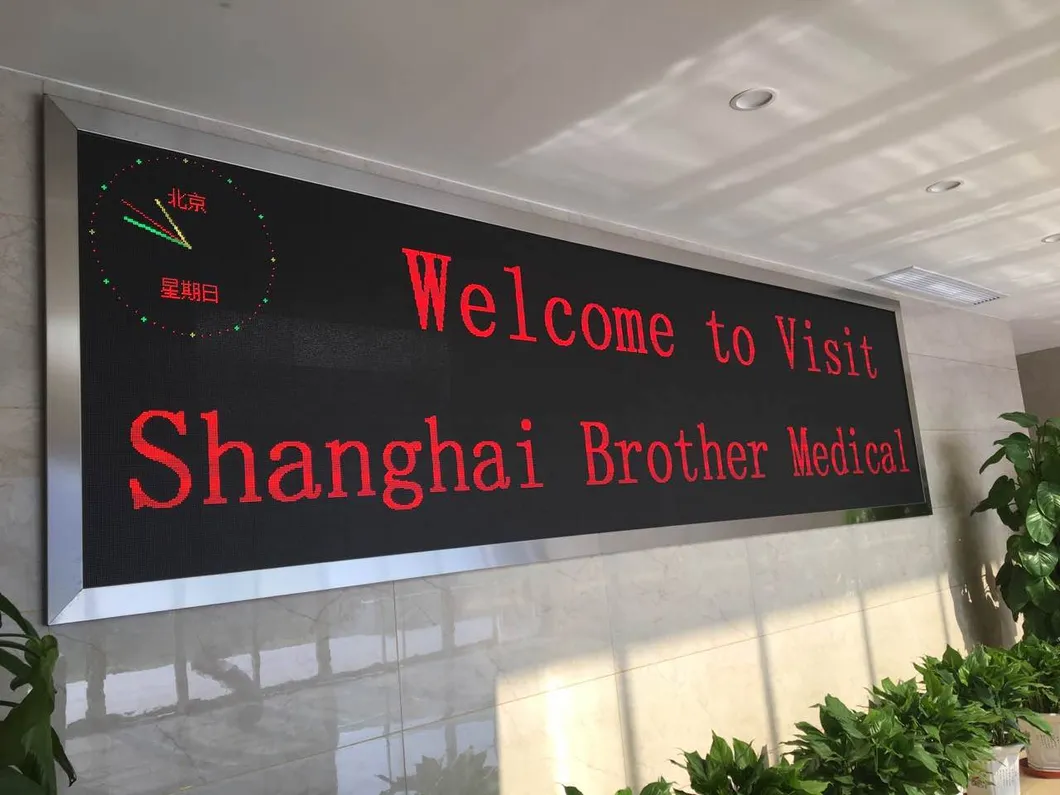 北京
星期日
Welcome to Visit
Shanghai Brother Medical